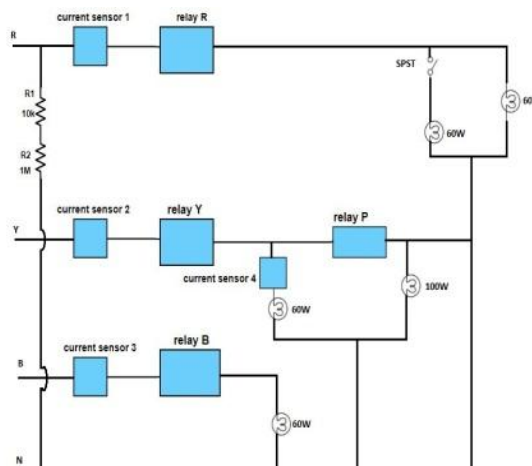 current sensor 1
relay R
R
SPST
R1
10k
60W
60
R2
1M
current sensor 2
relay Y
relay P
Y
current sensor 4
100W
60W
current sensor 3
relay B
B
60W
N